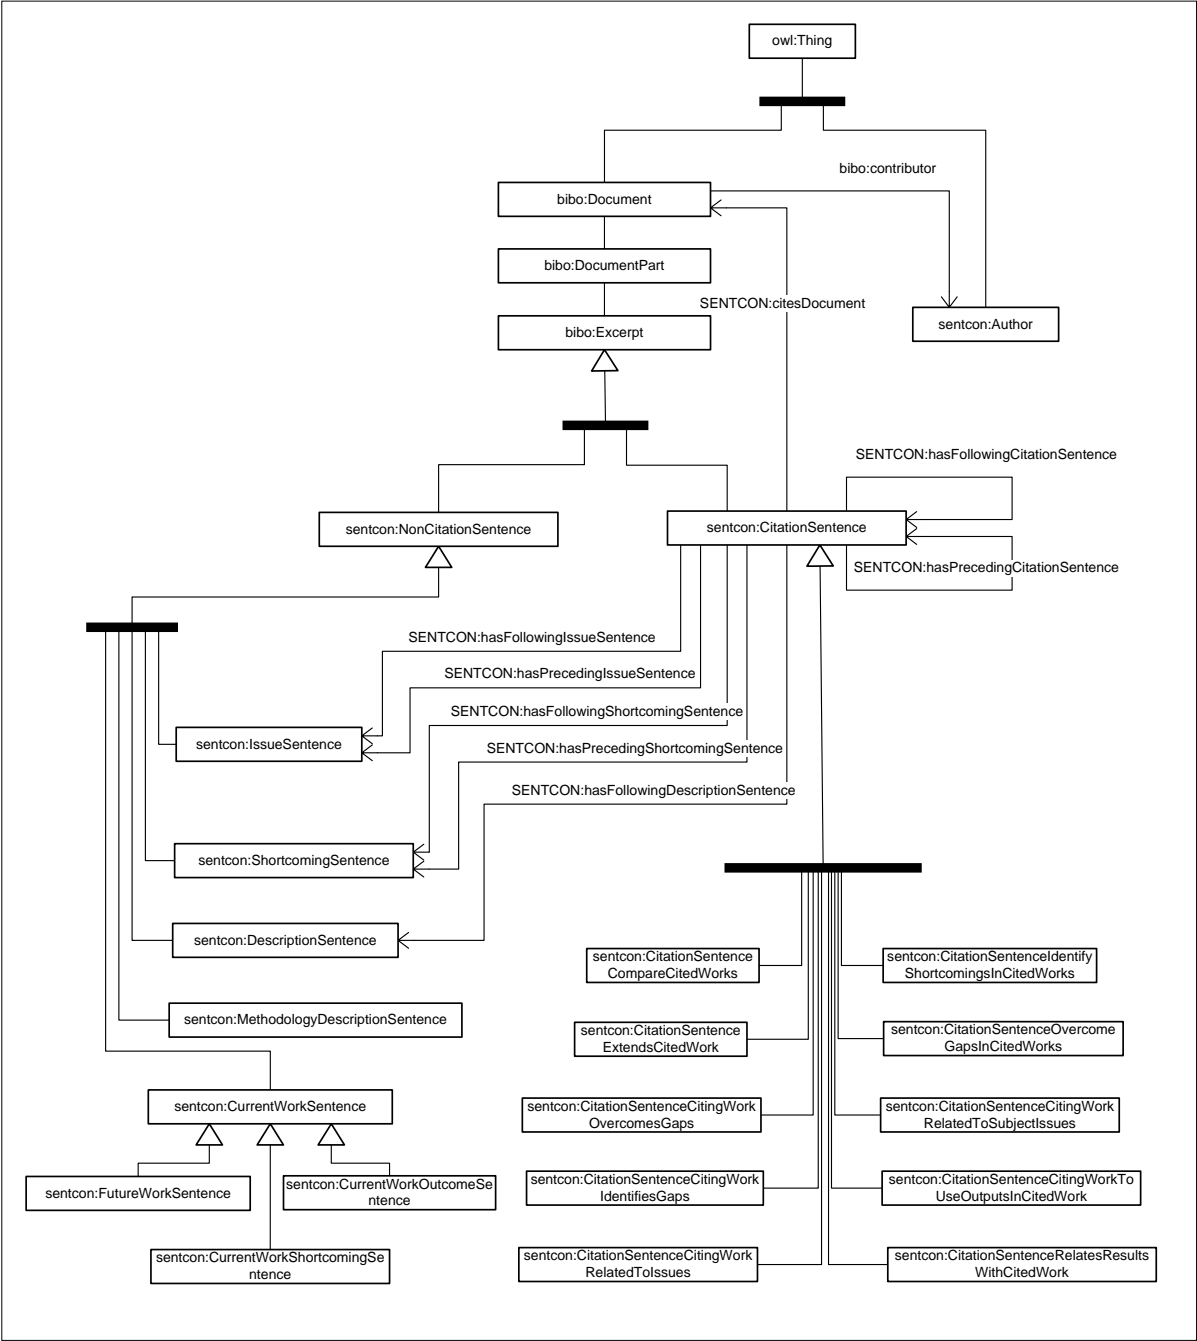 owl:Thing
bibo:contributor
bibo:Document
bibo:DocumentPart
SENTCON:citesDocument
bibo:Excerpt
sentcon:Author
SENTCON:hasFollowingCitationSentence
sentcon:NonCitationSentence
sentcon:CitationSentence
SENTCON:hasPrecedingCitationSentence
SENTCON:hasFollowingIssueSentence
SENTCON:hasPrecedingIssueSentence
SENTCON:hasFollowingShortcomingSentence
sentcon:IssueSentence
SENTCON:hasPrecedingShortcomingSentence
SENTCON:hasFollowingDescriptionSentence
sentcon:ShortcomingSentence
sentcon:DescriptionSentence
sentcon:CitationSentence
CompareCitedWorks
sentcon:CitationSentenceIdentify
ShortcomingsInCitedWorks
sentcon:MethodologyDescriptionSentence
sentcon:CitationSentence
ExtendsCitedWork
sentcon:CitationSentenceOvercome
GapsInCitedWorks
sentcon:CurrentWorkSentence
sentcon:CitationSentenceCitingWork
OvercomesGaps
sentcon:CitationSentenceCitingWork
RelatedToSubjectIssues
sentcon:FutureWorkSentence
sentcon:CurrentWorkOutcomeSe
ntence
sentcon:CitationSentenceCitingWork
IdentifiesGaps
sentcon:CitationSentenceCitingWorkTo
UseOutputsInCitedWork
sentcon:CurrentWorkShortcomingSe
ntence
sentcon:CitationSentenceCitingWork
RelatedToIssues
sentcon:CitationSentenceRelatesResults
WithCitedWork